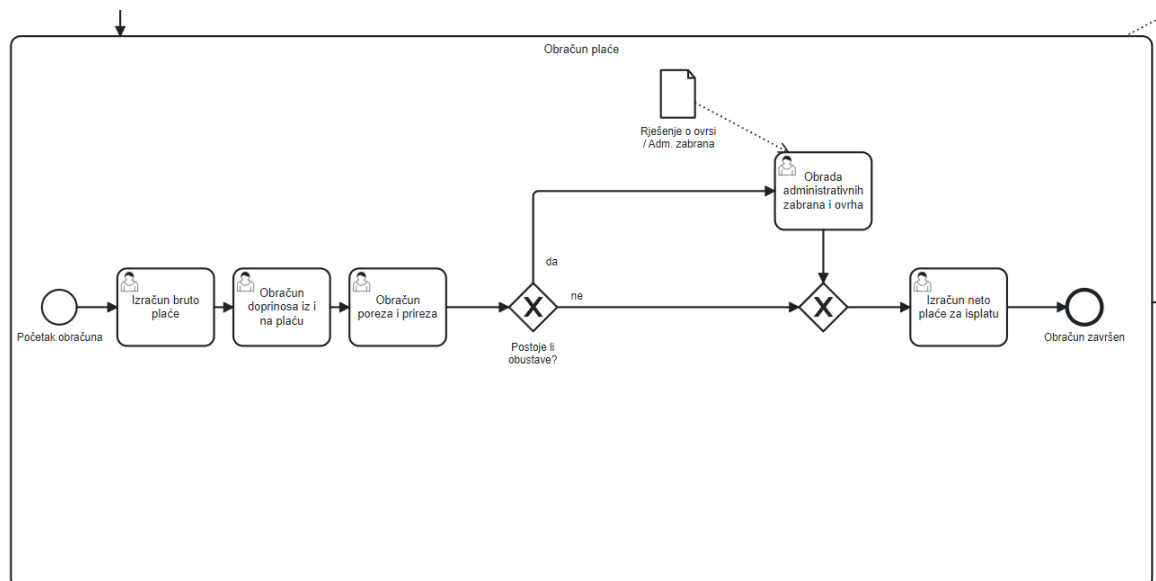 Obračun plaće
Rješenje o ovrsi
/ Adm. zabrana
Obrada
administrativnih
zabrana i ovrha
da
ne
Početak obračuna
Izračun bruto
plaće
Obračun
doprinosa iz i
na plaću
Obračun
poreza i prireza
Postoje li
obustave?
Izračun neto
plaće za isplatu
Obračun završen